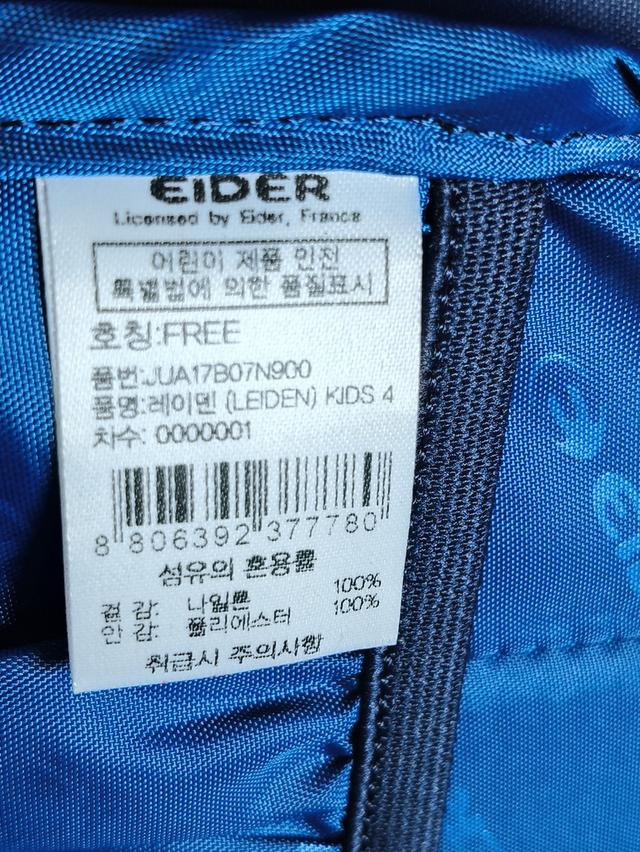 EIDER
Licensed by Eider, France
어린이 제품 안전
특별법에 의한 품질표시
호칭:FREE
품번:JUA17B07N900
품명:레이덴 (LEIDEN) KIDS 4
차수: 0000001
8 806392 377780
섬유의 혼용률
겉 감: 나일론 100%
안 감: 폴리에스터 100%
취급시 주의사항